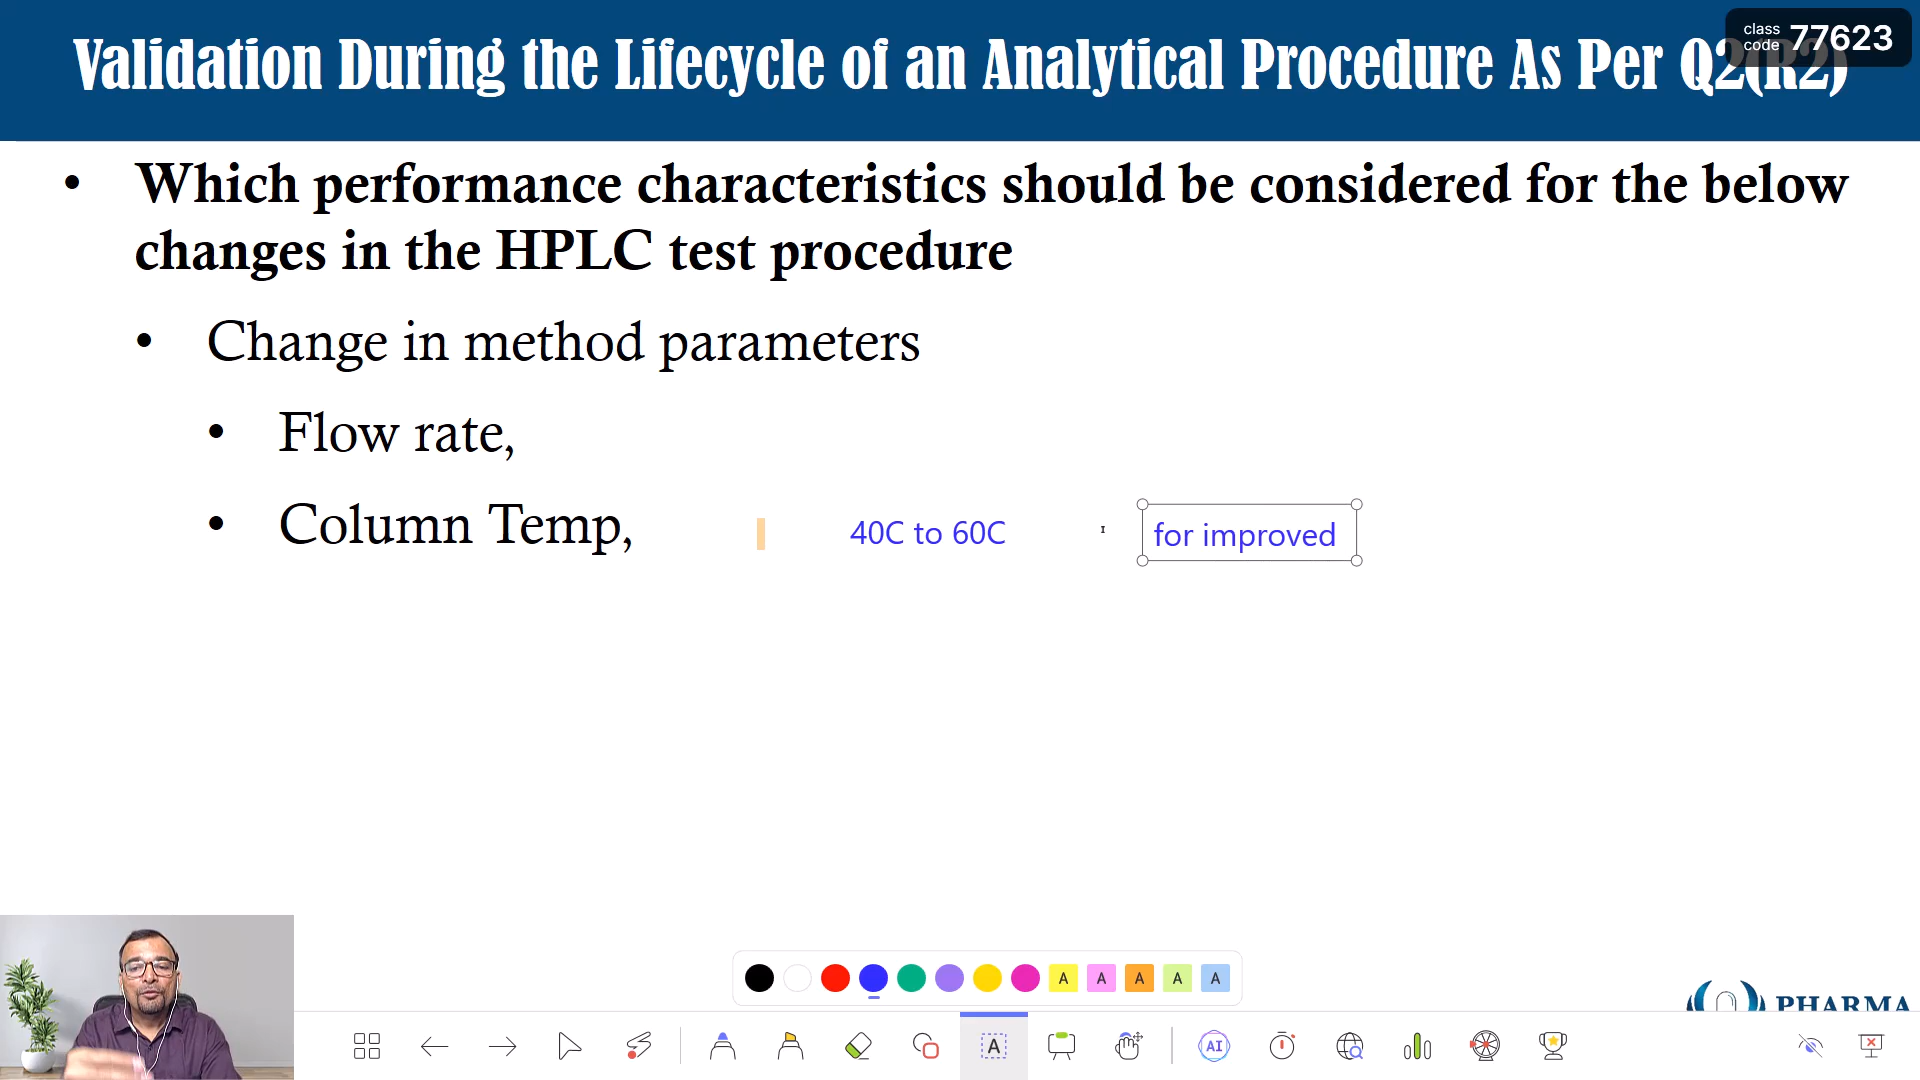 Validation During the Lifecycle of an Analytical Procedure As Per Q2(R2)
class code 77623
• Which performance characteristics should be considered for the below
changes in the HPLC test procedure
• Change in method parameters
• Flow rate,
• Column Temp, 40C to 60C for improved
A A A A A
A AI
PHARMA